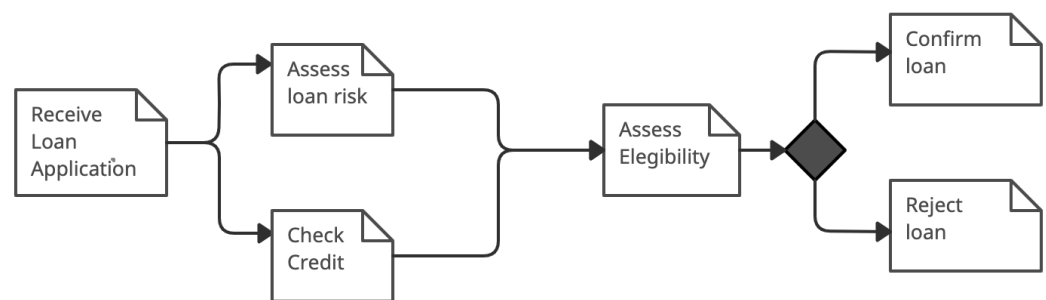 Receive
Loan
Application
Assess
loan risk
Check
Credit
Assess
Elegibility
Confirm
loan
Reject
loan